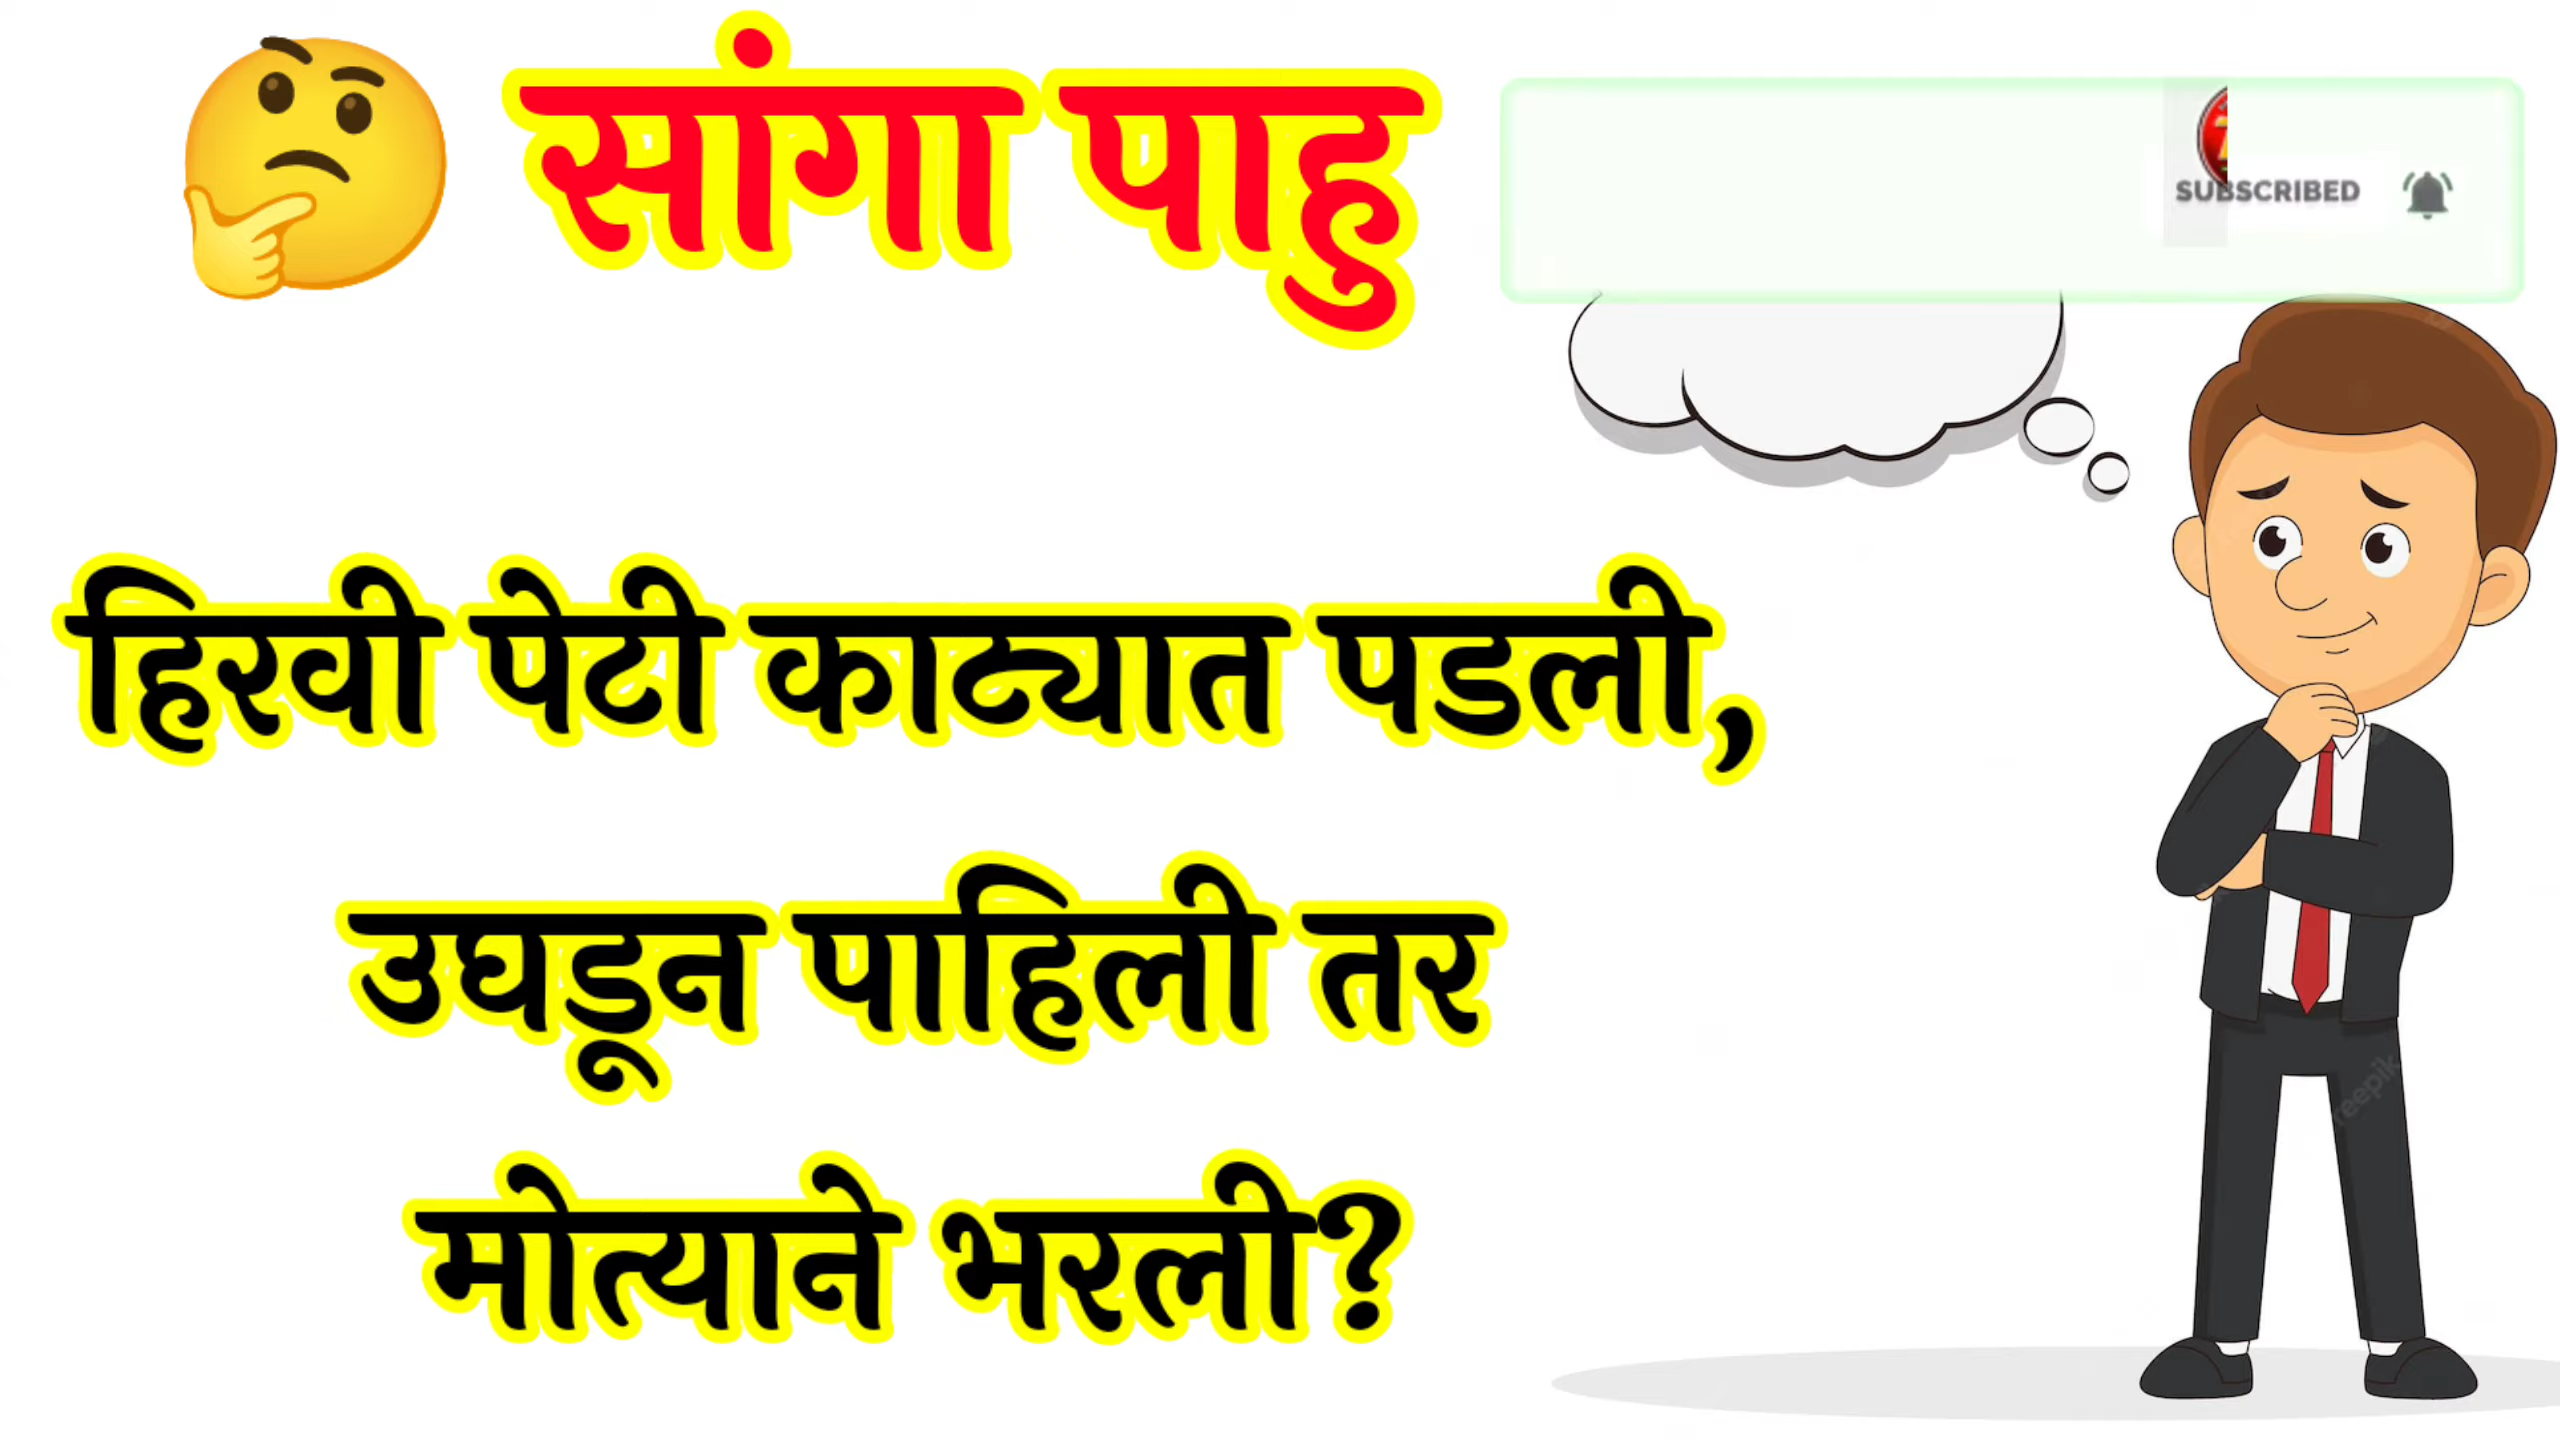 सांगा पाहु
SUBSCRIBED
हिरवी पेटी काट्यात पडली,
उघडून पाहिली तर
मोत्याने भरली?